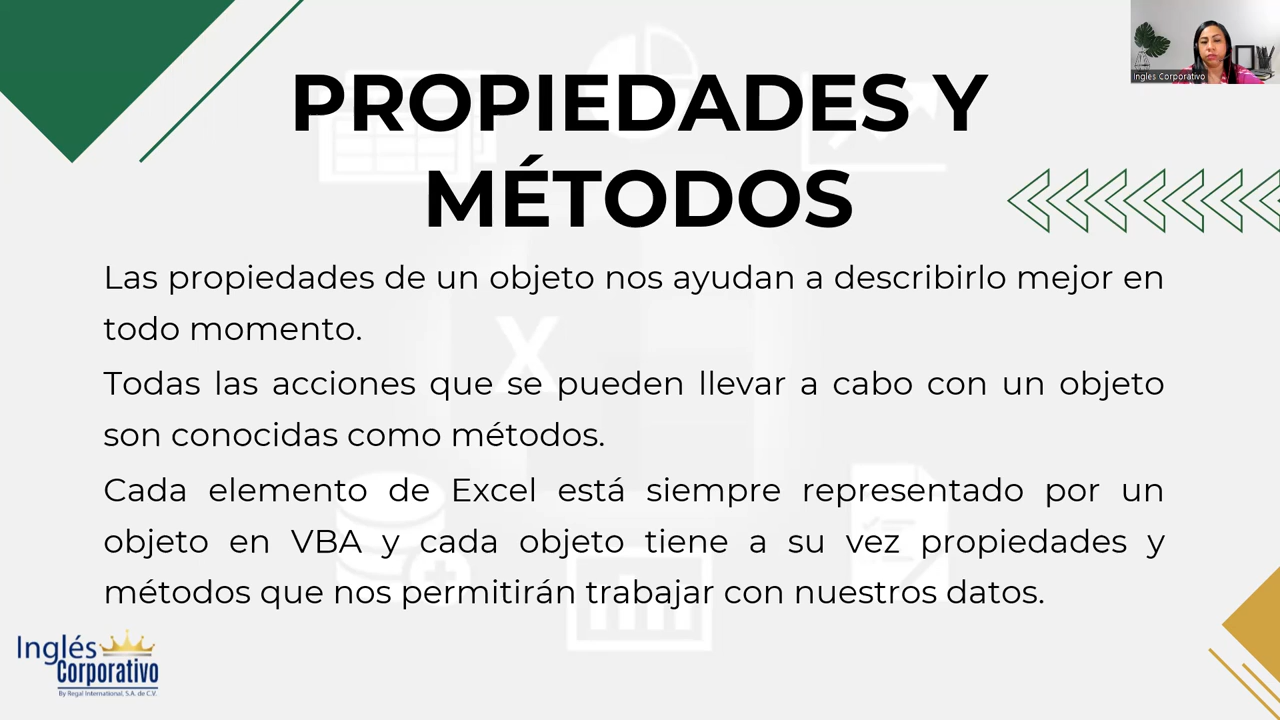 PROPIEDADES Y
MÉTODOS
Ingles Corporativo
Las propiedades de un objeto nos ayudan a describirlo mejor en
todo momento.
Todas las acciones que se pueden llevar a cabo con un objeto
son conocidas como métodos.
Cada elemento de Excel está siempre representado por un
objeto en VBA y cada objeto tiene a su vez propiedades y
métodos que nos permitirán trabajar con nuestros datos.
X
Inglés
Corporativo
By Regal International, S.A. de C.V.